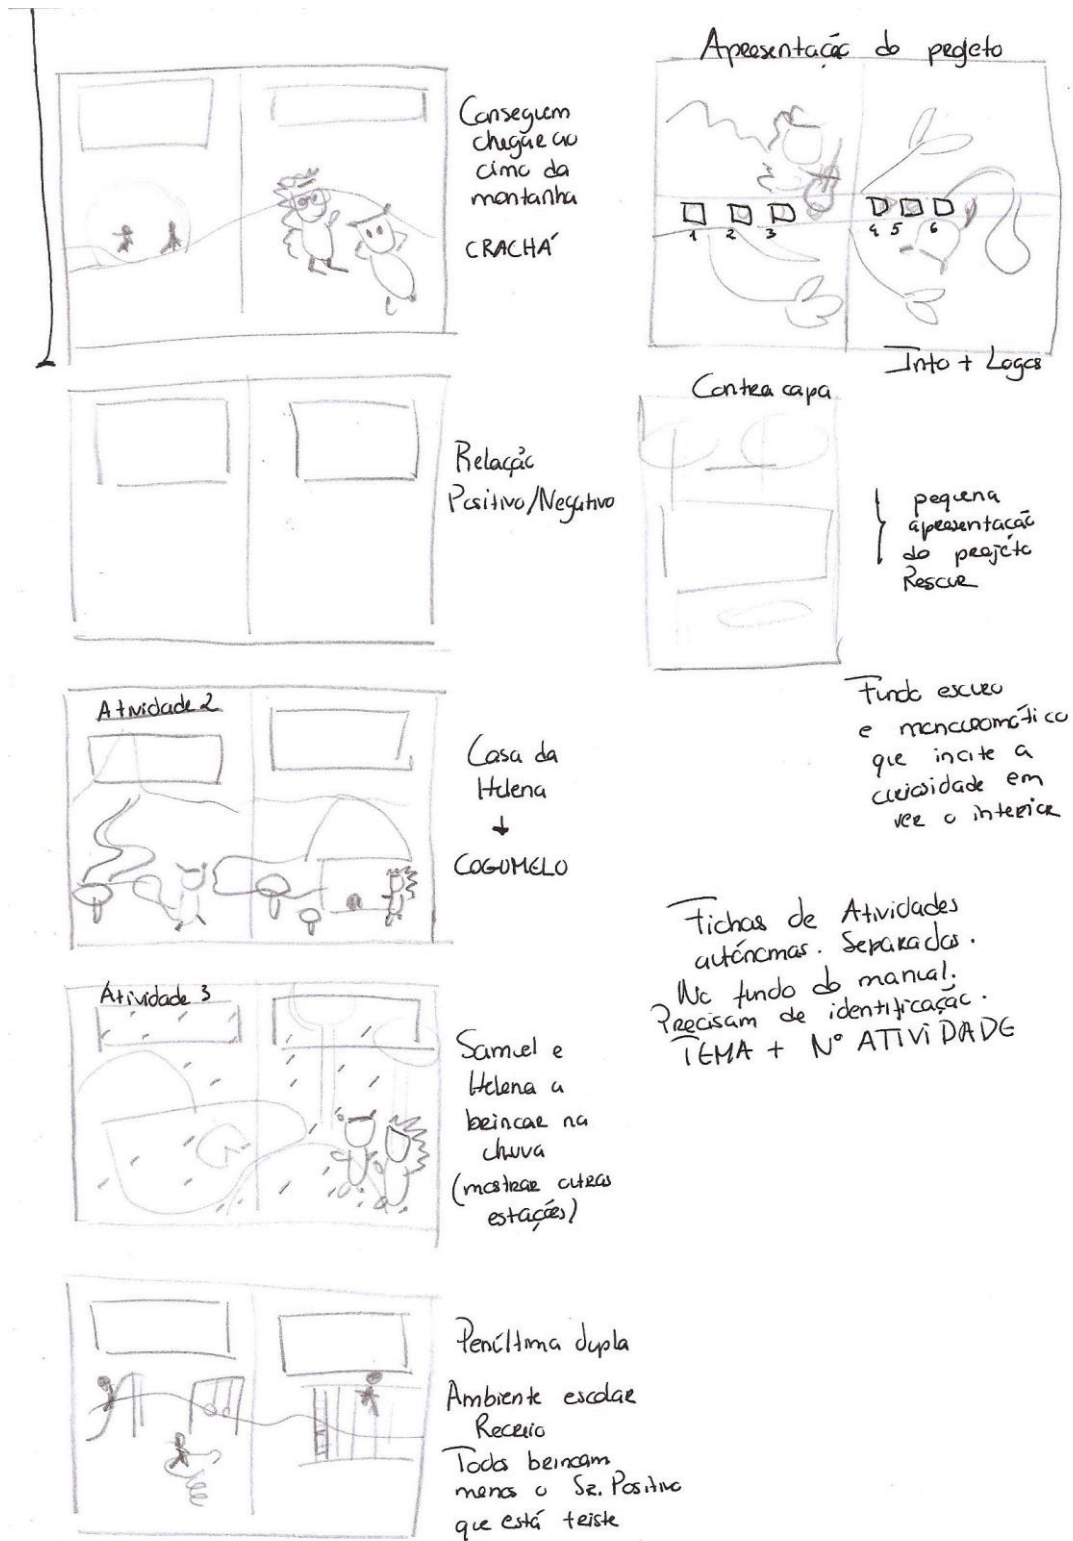 Conseguem
chegar ao
cimo da
montanha
CRACHÁ
Relação
Positivo/Negativo
Atividade 2
Casa da
Helena
↓
COGUMELO
Atividade 3
Samuel e
Helena a
brincar na
chuva
(mostrar outras
estações)
Penúltima dupla
Ambiente escolar
Recreio
Todos brincam
menos o Sr. Positivo
que está triste
Apresentação do projeto
1 2 3 4 5 6
Into + Logos
Contra capa
pequena
apresentação
do projeto
Rescur
Fundo escuro
e monocromático
que incite a
curiosidade em
ver o interior
Fichas de Atividades
autónomas. Separadas.
No fundo do manual.
Precisam de identificação.
TEMA + Nº ATIVIDADE